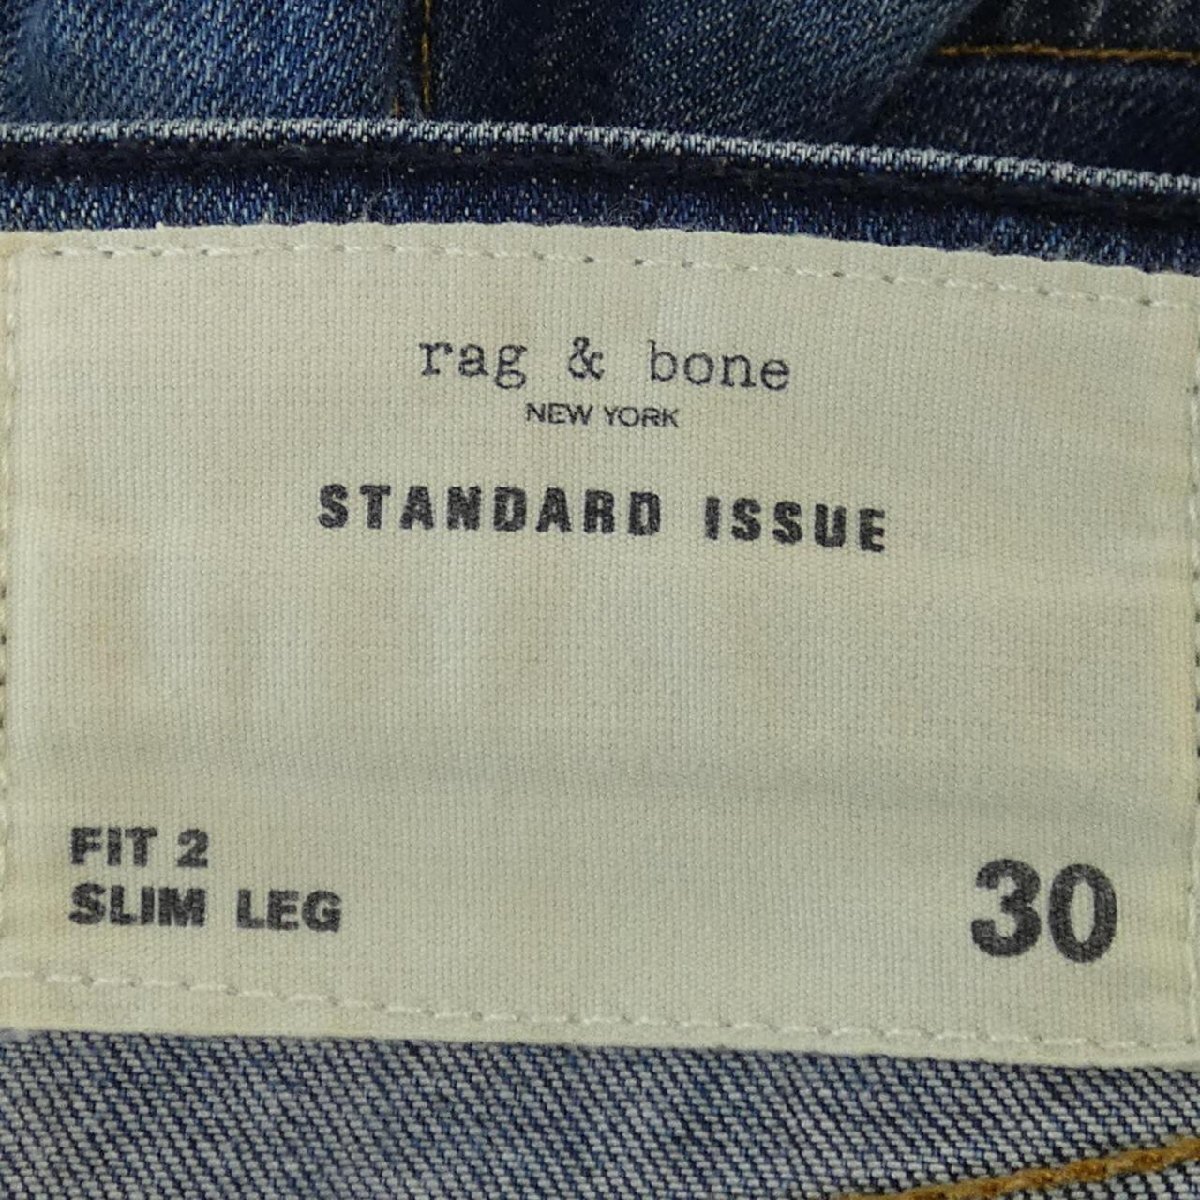 rag & bone
NEW YORK
STANDARD ISSUE
FIT 2
SLIM LEG
30